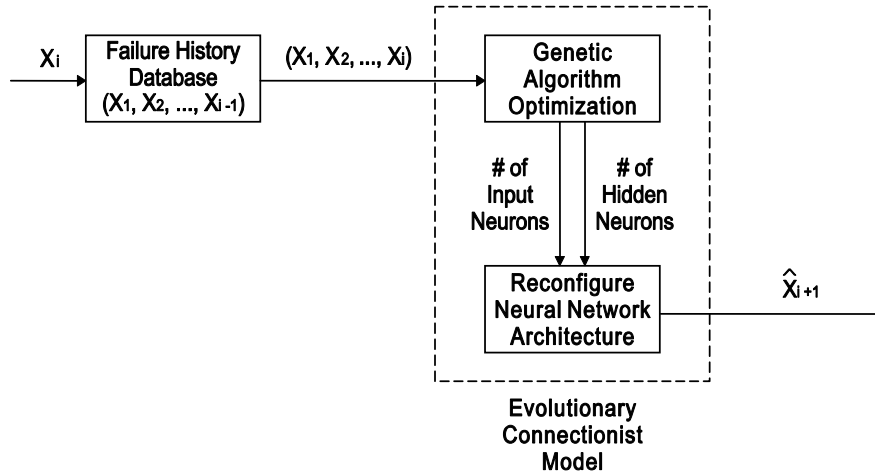 Xi
Failure History
Database
(X1, X2, ..., Xi-1)
(X1, X2, ..., Xi)
Genetic
Algorithm
Optimization
# of
Input
Neurons
# of
Hidden
Neurons
Reconfigure
Neural Network
Architecture
X̂i+1
Evolutionary
Connectionist
Model